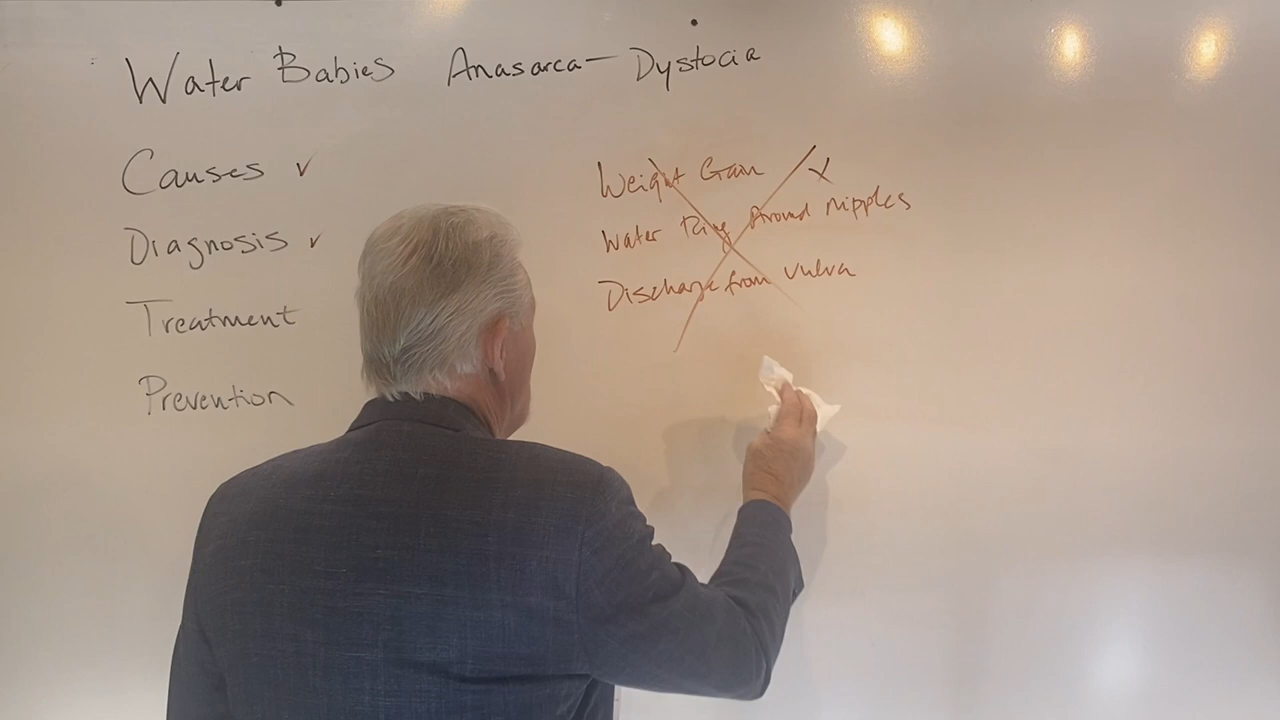 Water Babies Anasarca — Dystocia
Causes ✓
Diagnosis ✓
Treatment
Prevention
Weight Gain
Water Ring Around Nipples
Discharge from vulva